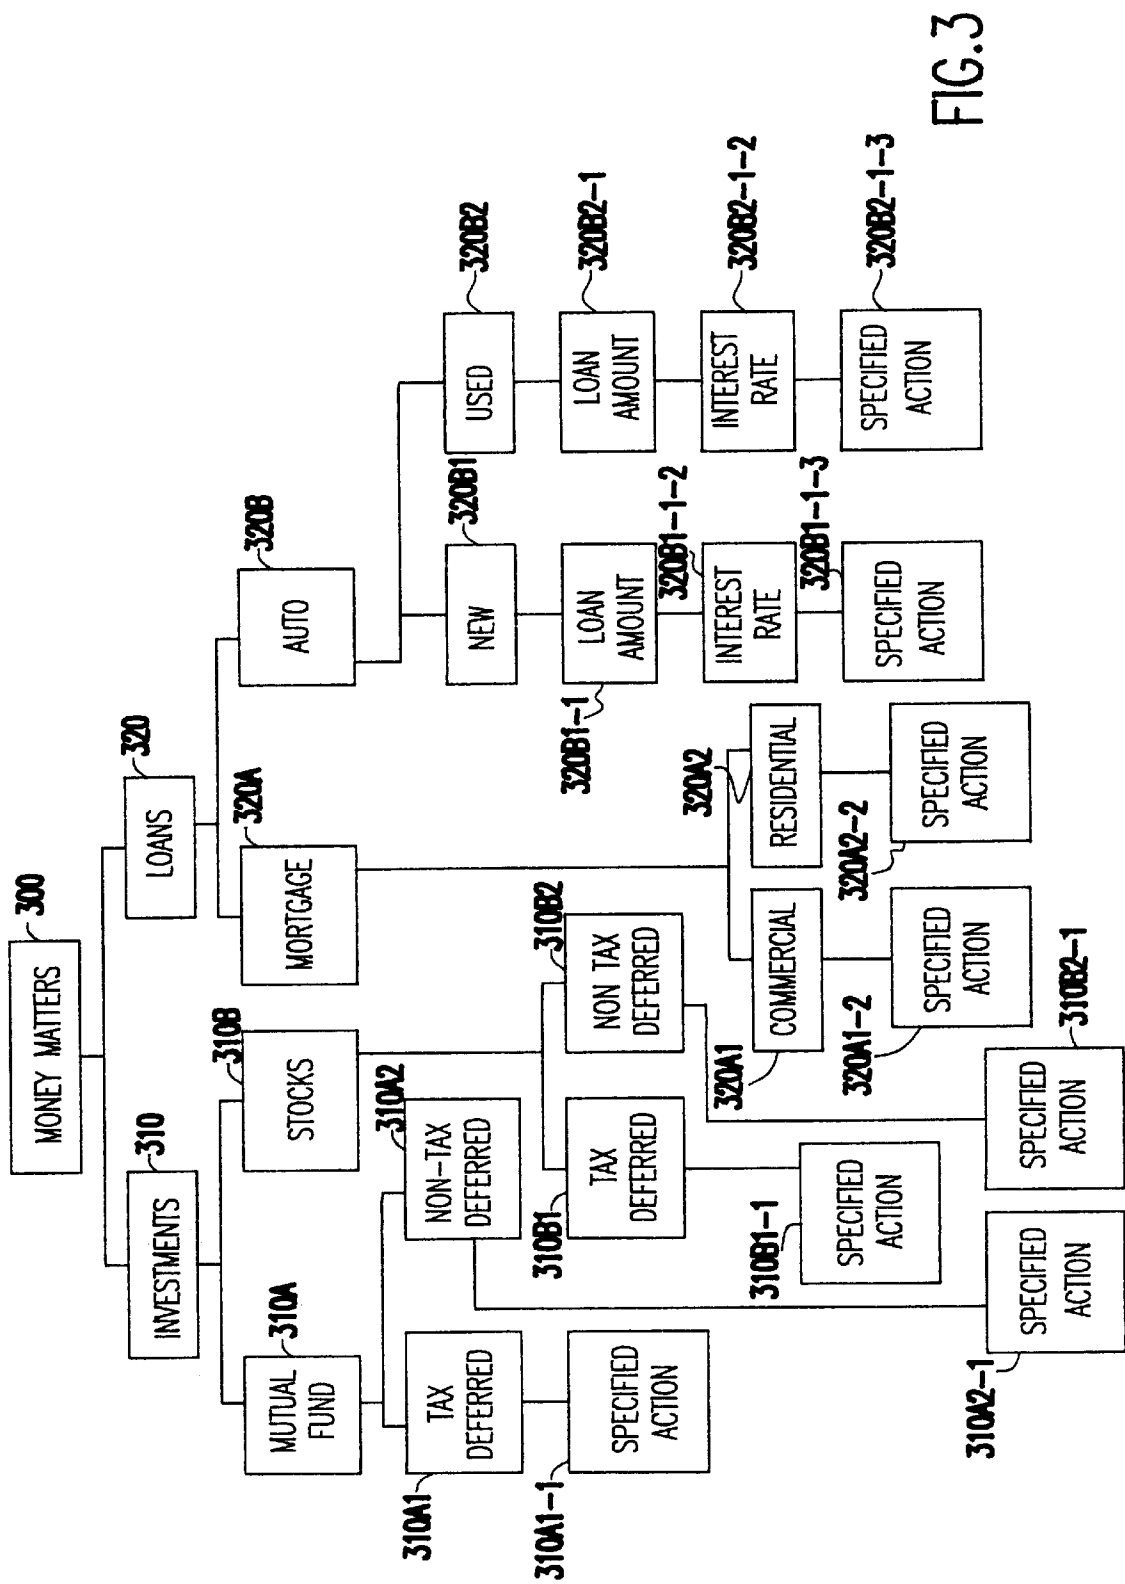 MONEY MATTERS
300
INVESTMENTS
310
LOANS
320
MUTUAL
FUND
310A
STOCKS
310B
MORTGAGE
320A
AUTO
320B
TAX
DEFERRED
310A1
NON-TAX
DEFERRED
310A2
NEW
320B1
USED
320B2
SPECIFIED
ACTION
310A1-1
TAX
DEFERRED
310B1
NON TAX
DEFERRED
310B2
LOAN
AMOUNT
320B1-1
LOAN
AMOUNT
320B2-1
COMMERCIAL
320A1
RESIDENTIAL
320A2
INTEREST
RATE
320B1-1-2
INTEREST
RATE
320B2-1-2
SPECIFIED
ACTION
310B1-1
SPECIFIED
ACTION
320A1-2
SPECIFIED
ACTION
320A2-2
SPECIFIED
ACTION
320B1-1-3
SPECIFIED
ACTION
320B2-1-3
SPECIFIED
ACTION
310A2-1
SPECIFIED
ACTION
310B2-1
FIG.3